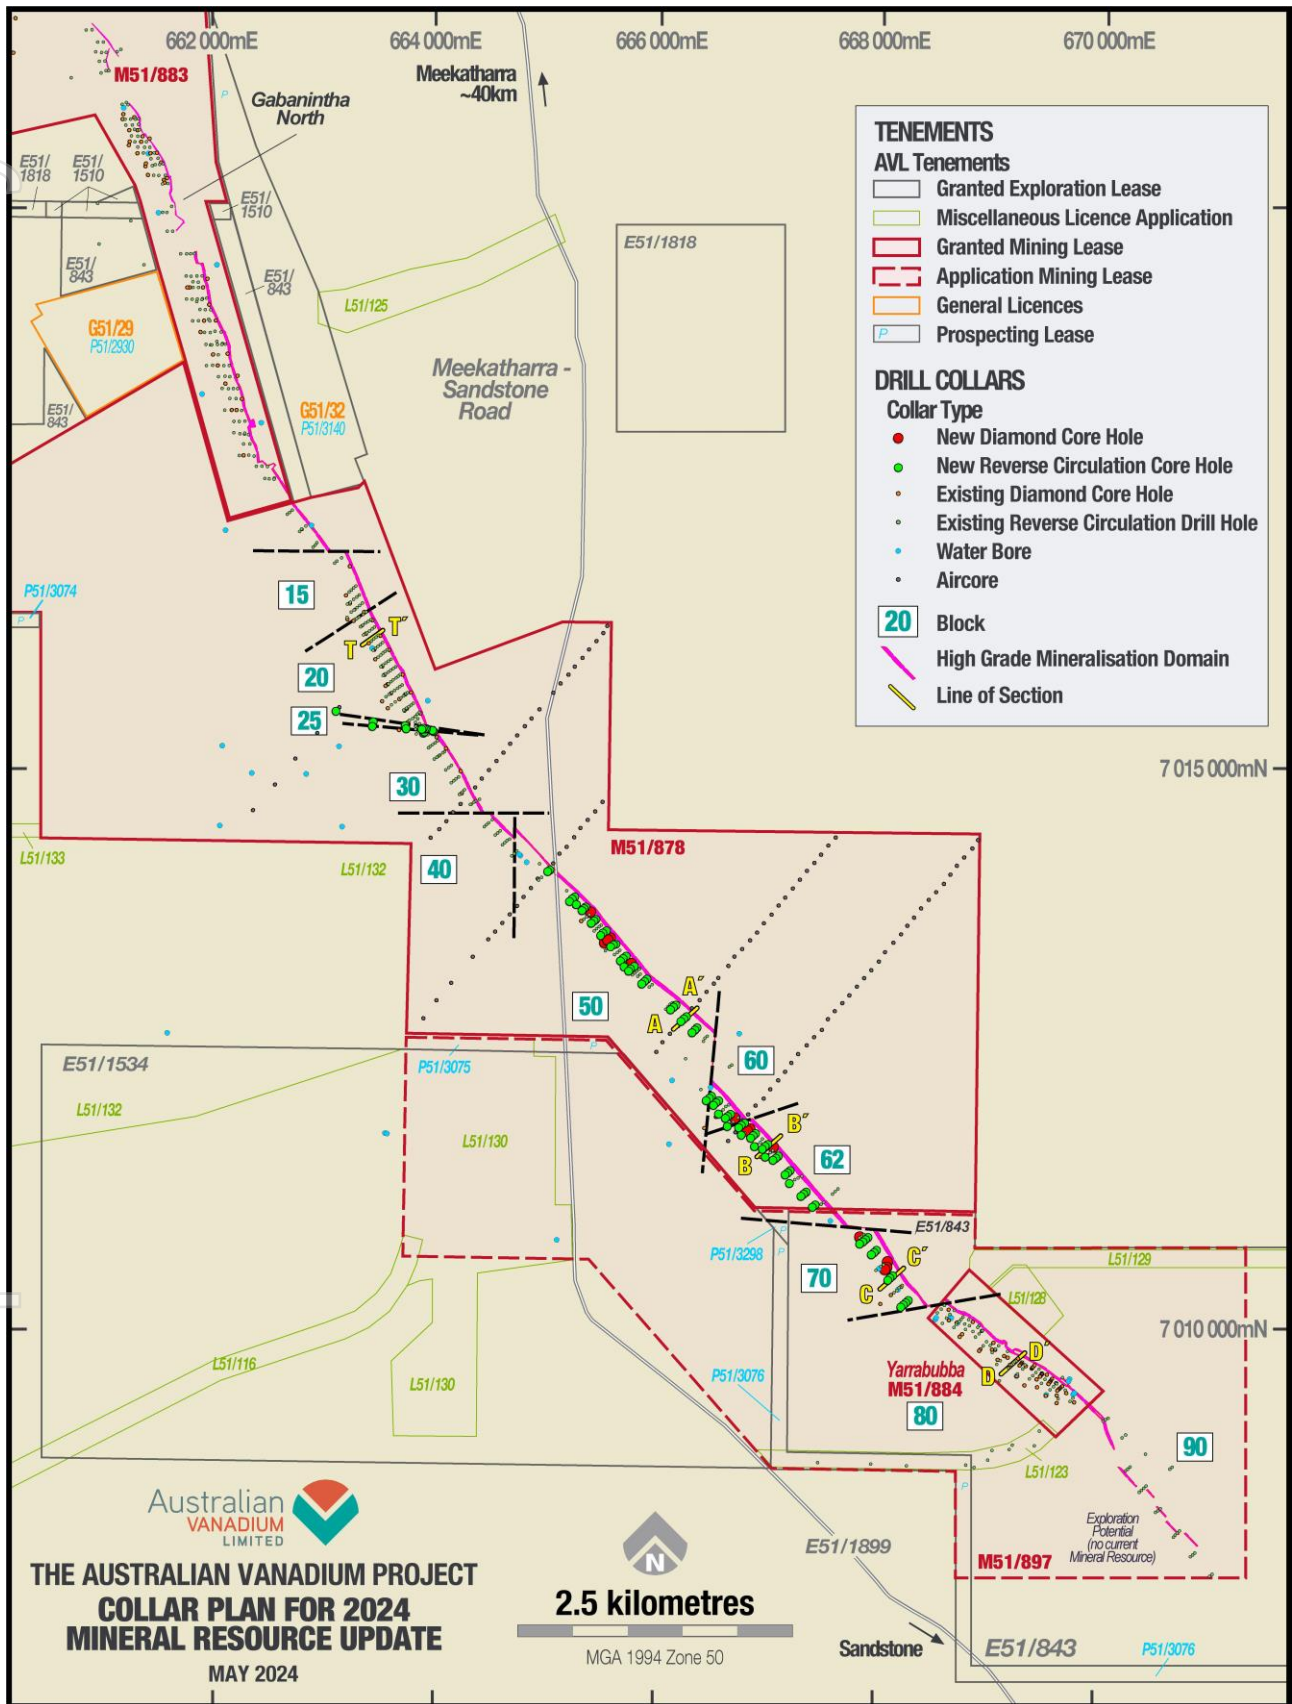 662 000mE
664 000mE
666 000mE
668 000mE
670 000mE
M51/883
Meekatharra
~40km
Gabanintha
North
P
E51/
1818
E51/
1510
E51/
1510
E51/
843
E51/
843
G51/29
P51/2930
E51/
843
G51/32
P51/3140
L51/125
Meekatharra -
Sandstone
Road
E51/1818
TENEMENTS
AVL Tenements
Granted Exploration Lease
Miscellaneous Licence Application
Granted Mining Lease
Application Mining Lease
General Licences
P
Prospecting Lease
DRILL COLLARS
Collar Type
New Diamond Core Hole
New Reverse Circulation Core Hole
Existing Diamond Core Hole
Existing Reverse Circulation Drill Hole
Water Bore
Aircore
20
Block
High Grade Mineralisation Domain
Line of Section
P51/3074
P
15
T
T´
20
25
30
7 015 000mN
L51/133
L51/132
40
M51/878
50
A
A´
60
E51/1534
P51/3075
P
L51/132
L51/130
B
B´
62
E51/843
P51/3298
P
P
70
C
C´
L51/129
L51/128
7 010 000mN
L51/116
L51/130
P51/3076
Yarrabubba
M51/884
D
D´
80
90
L51/123
P
Exploration
Potential
(no current
Mineral Resource)
M51/897
E51/1899
Australian
VANADIUM
LIMITED
THE AUSTRALIAN VANADIUM PROJECT
COLLAR PLAN FOR 2024
MINERAL RESOURCE UPDATE
MAY 2024
N
2.5 kilometres
MGA 1994 Zone 50
Sandstone
E51/843
P51/3076